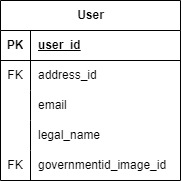 User
PK user_id
FK address_id
email
legal_name
FK governmentid_image_id